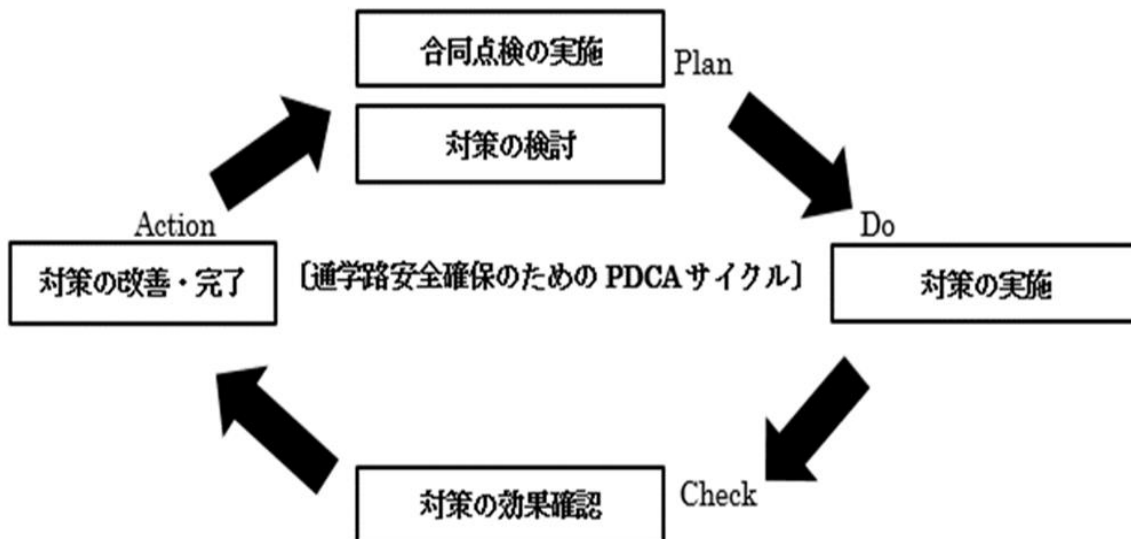 合同点検の実施
Plan
対策の検討
Action
Do
対策の改善・完了
〔通学路安全確保のための PDCA サイクル〕
対策の実施
対策の効果確認
Check